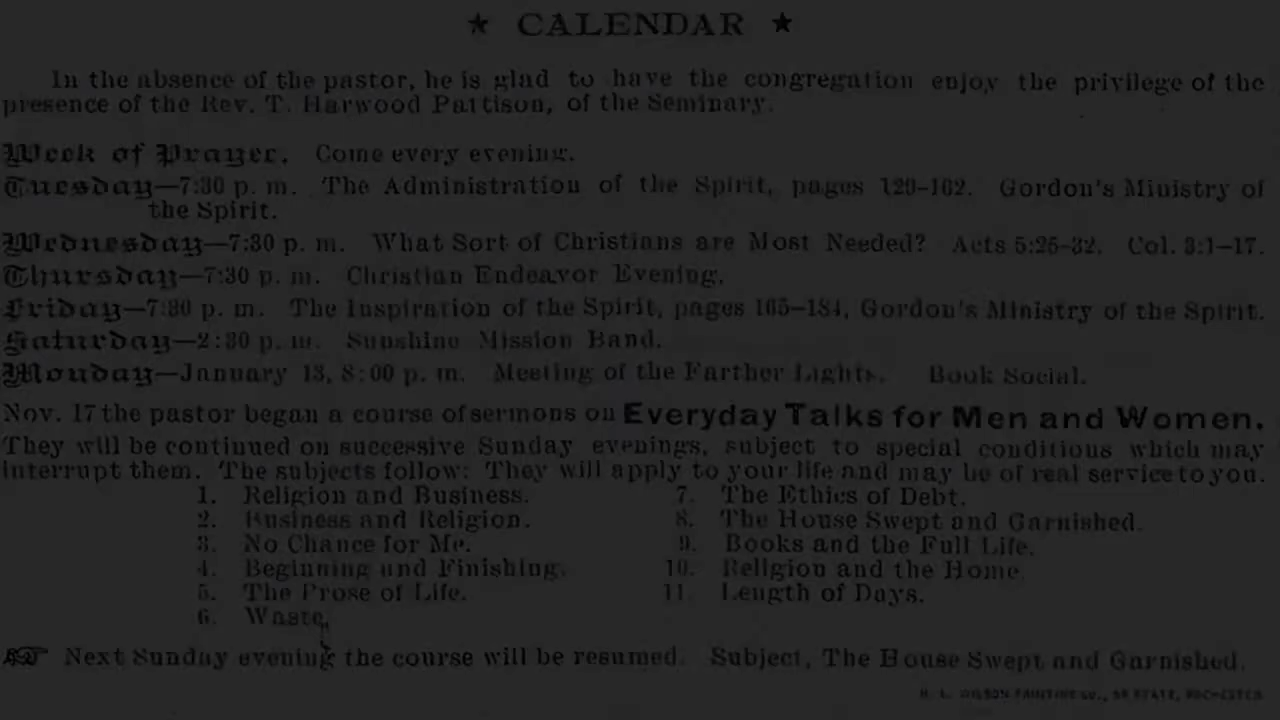 ★ CALENDAR ★
In the absence of the pastor, he is glad to have the congregation enjoy the privilege of the
presence of the Rev. T. Harwood Pattison, of the Seminary.
Week of Prayer. Come every evening.
Tuesday—7:30 p. m. The Administration of the Spirit, pages 129-162. Gordon's Ministry of
the Spirit.
Wednesday—7:30 p. m. What Sort of Christians are Most Needed? Acts 5:25-32. Col. 3:1-17.
Thursday—7:30 p. m. Christian Endeavor Evening.
Friday—7:30 p. m. The Inspiration of the Spirit, pages 165-184, Gordon's Ministry of the Spirit.
Saturday—2:30 p. m. Sunshine Mission Band.
Monday—January 13, 8:00 p. m. Meeting of the Farther Lights. Book Social.
Nov. 17 the pastor began a course of sermons on Everyday Talks for Men and Women.
They will be continued on successive Sunday evenings, subject to special conditions which may
interrupt them. The subjects follow: They will apply to your life and may be of real service to you.
1. Religion and Business.
2. Business and Religion.
3. No Chance for Me.
4. Beginning and Finishing.
5. The Prose of Life.
6. Waste.
7. The Ethics of Debt.
8. The House Swept and Garnished.
9. Books and the Full Life.
10. Religion and the Home
11. Length of Days.
☞ Next Sunday evening the course will be resumed. Subject, The House Swept and Garnished.
WILSON PRINTING CO., STATE, ROCHESTER